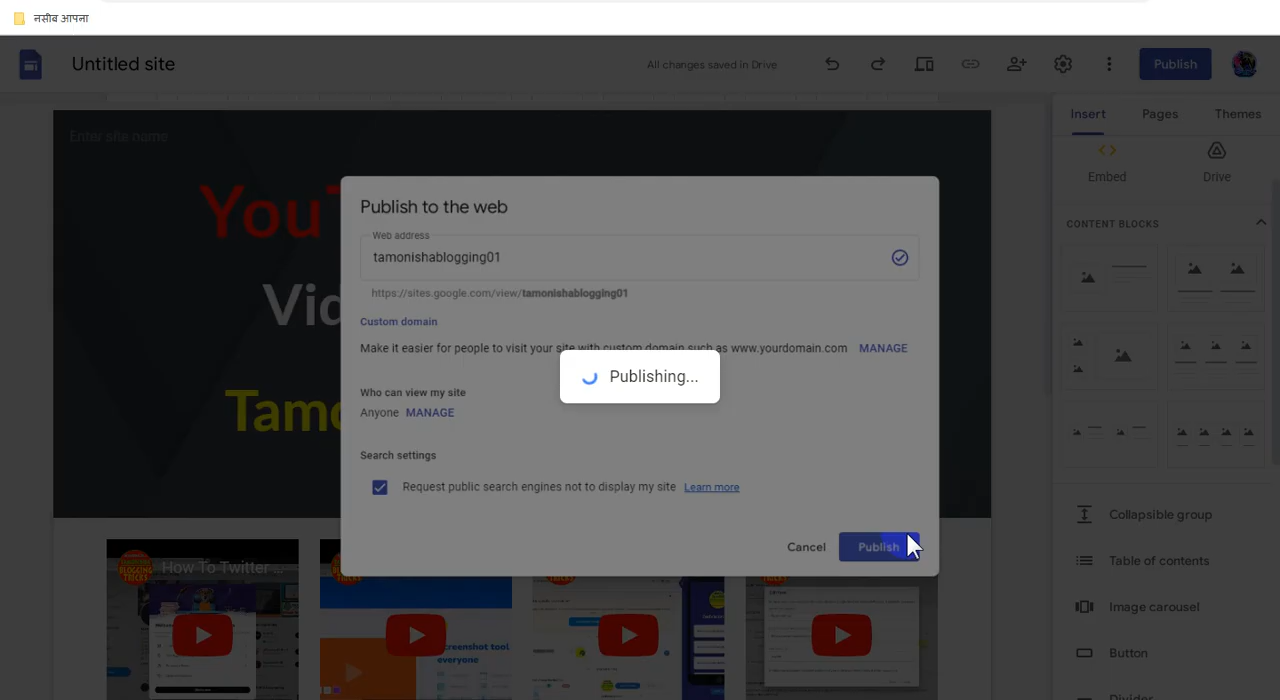 नसीब आपना
Untitled site
All changes saved in Drive
Publish
Enter site name
YouT
Vid
Tamo
Insert
Pages
Themes
Embed
Drive
CONTENT BLOCKS
Publish to the web
Web address
tamonishablogging01
https://sites.google.com/view/tamonishablogging01
Custom domain
Make it easier for people to visit your site with custom domain such as www.yourdomain.com MANAGE
Publishing...
Who can view my site
Anyone MANAGE
Search settings
Request public search engines not to display my site Learn more
Cancel
Publish
Collapsible group
Table of contents
Image carousel
Button
Divider
How To Twitter ...
BLOGGING
TRICKS
creenshot tool
everyone